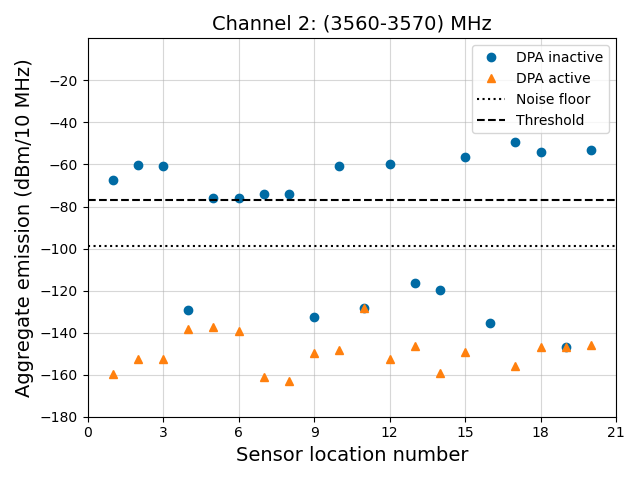 Channel 2: (3560-3570) MHz
DPA inactive
DPA active
Noise floor
Threshold
Aggregate emission (dBm/10 MHz)
−20
−40
−60
−80
−100
−120
−140
−160
−180
0 3 6 9 12 15 18 21
Sensor location number